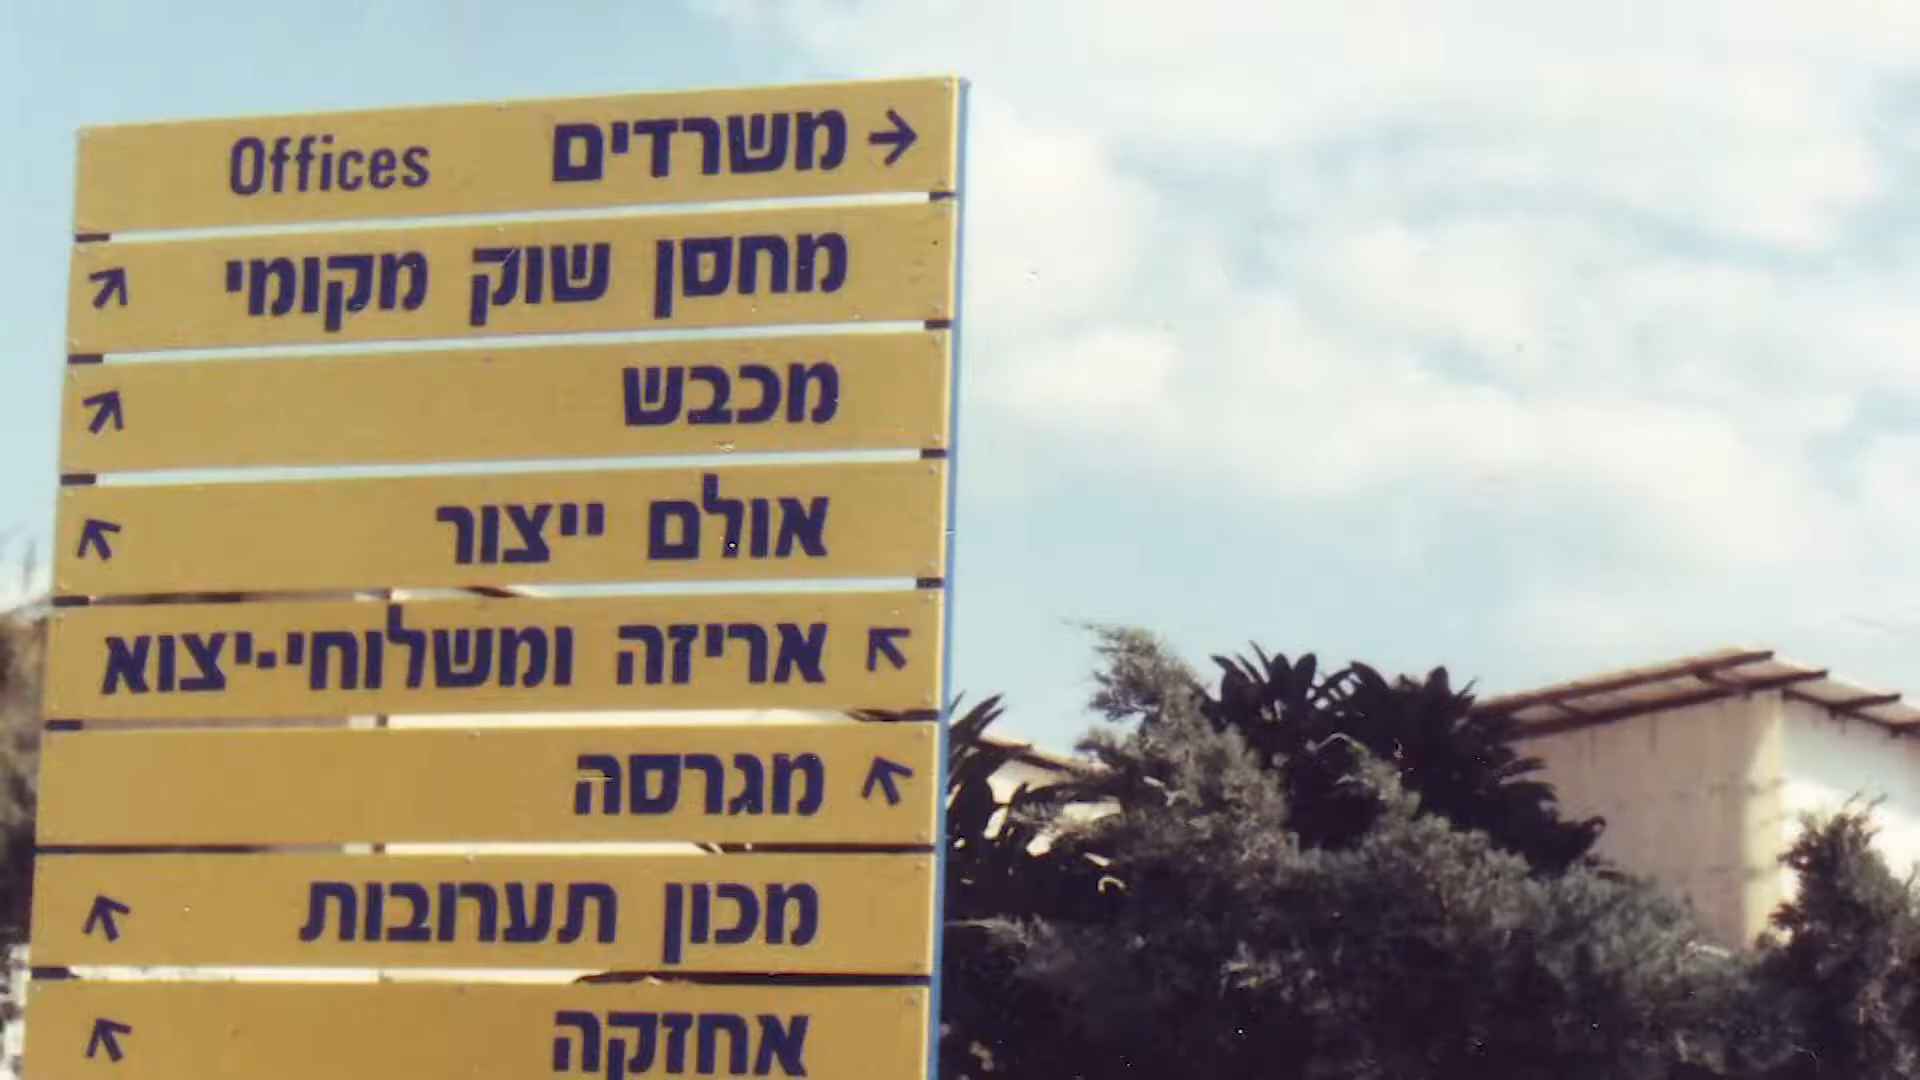 משרדים Offices
מחסן שוק מקומי
מכבש
אולם ייצור
אריזה ומשלוחי-יצוא
מגרסה
מכון תערובות
אחזקה